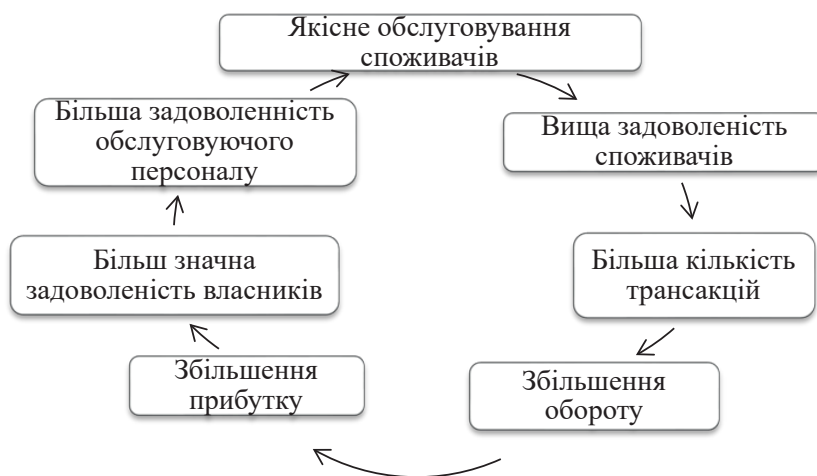 Якісне обслуговування
споживачів
Більша задоволенність
обслуговуючого
персоналу
Вища задоволеність
споживачів
Більш значна
задоволеність власників
Більша кількість
трансакцій
Збільшення
прибутку
Збільшення
обороту